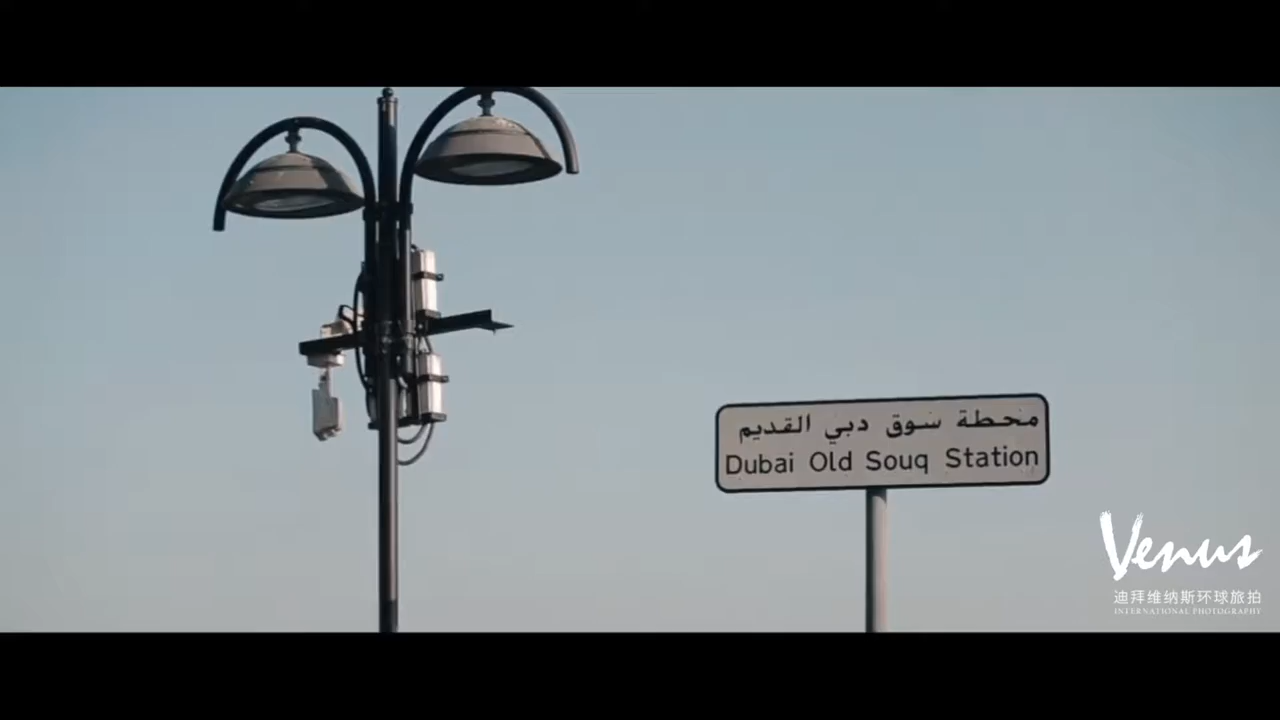 محطة سوق دبي القديم
Dubai Old Souq Station
Venus
迪拜维纳斯环球旅拍
INTERNATIONAL PHOTOGRAPHY